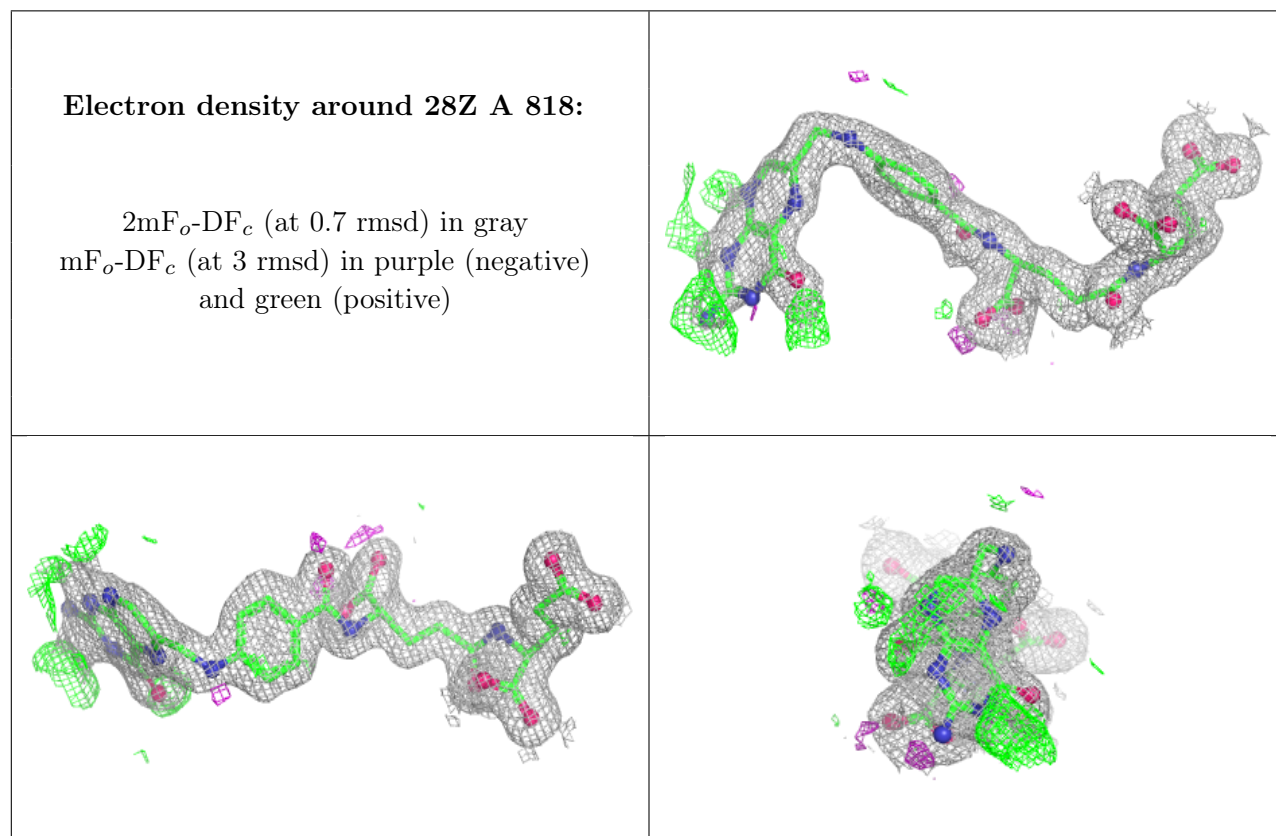 Electron density around 28Z A 818:
2mFo-DFc (at 0.7 rmsd) in gray
mFo-DFc (at 3 rmsd) in purple (negative)
and green (positive)